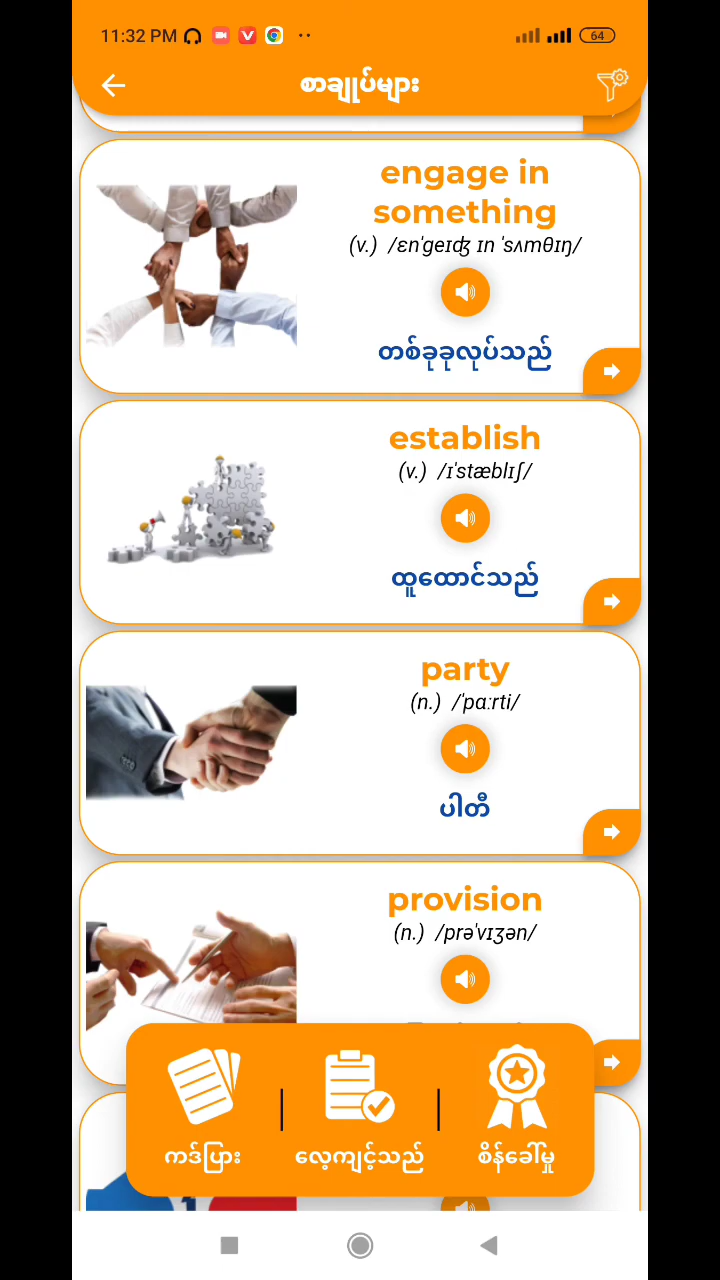 11:32 PM
64
စာချုပ်များ
engage in
something
(v.) /ɛnˈgeɪʤ ɪn ˈsʌmθɪŋ/
တစ်ခုခုလုပ်သည်
establish
(v.) /ɪˈstæblɪʃ/
ထူထောင်သည်
party
(n.) /ˈpɑːrti/
ပါတီ
provision
(n.) /prəˈvɪʒən/
ကဒ်ပြား
လေ့ကျင့်သည်
စိန်ခေါ်မှု